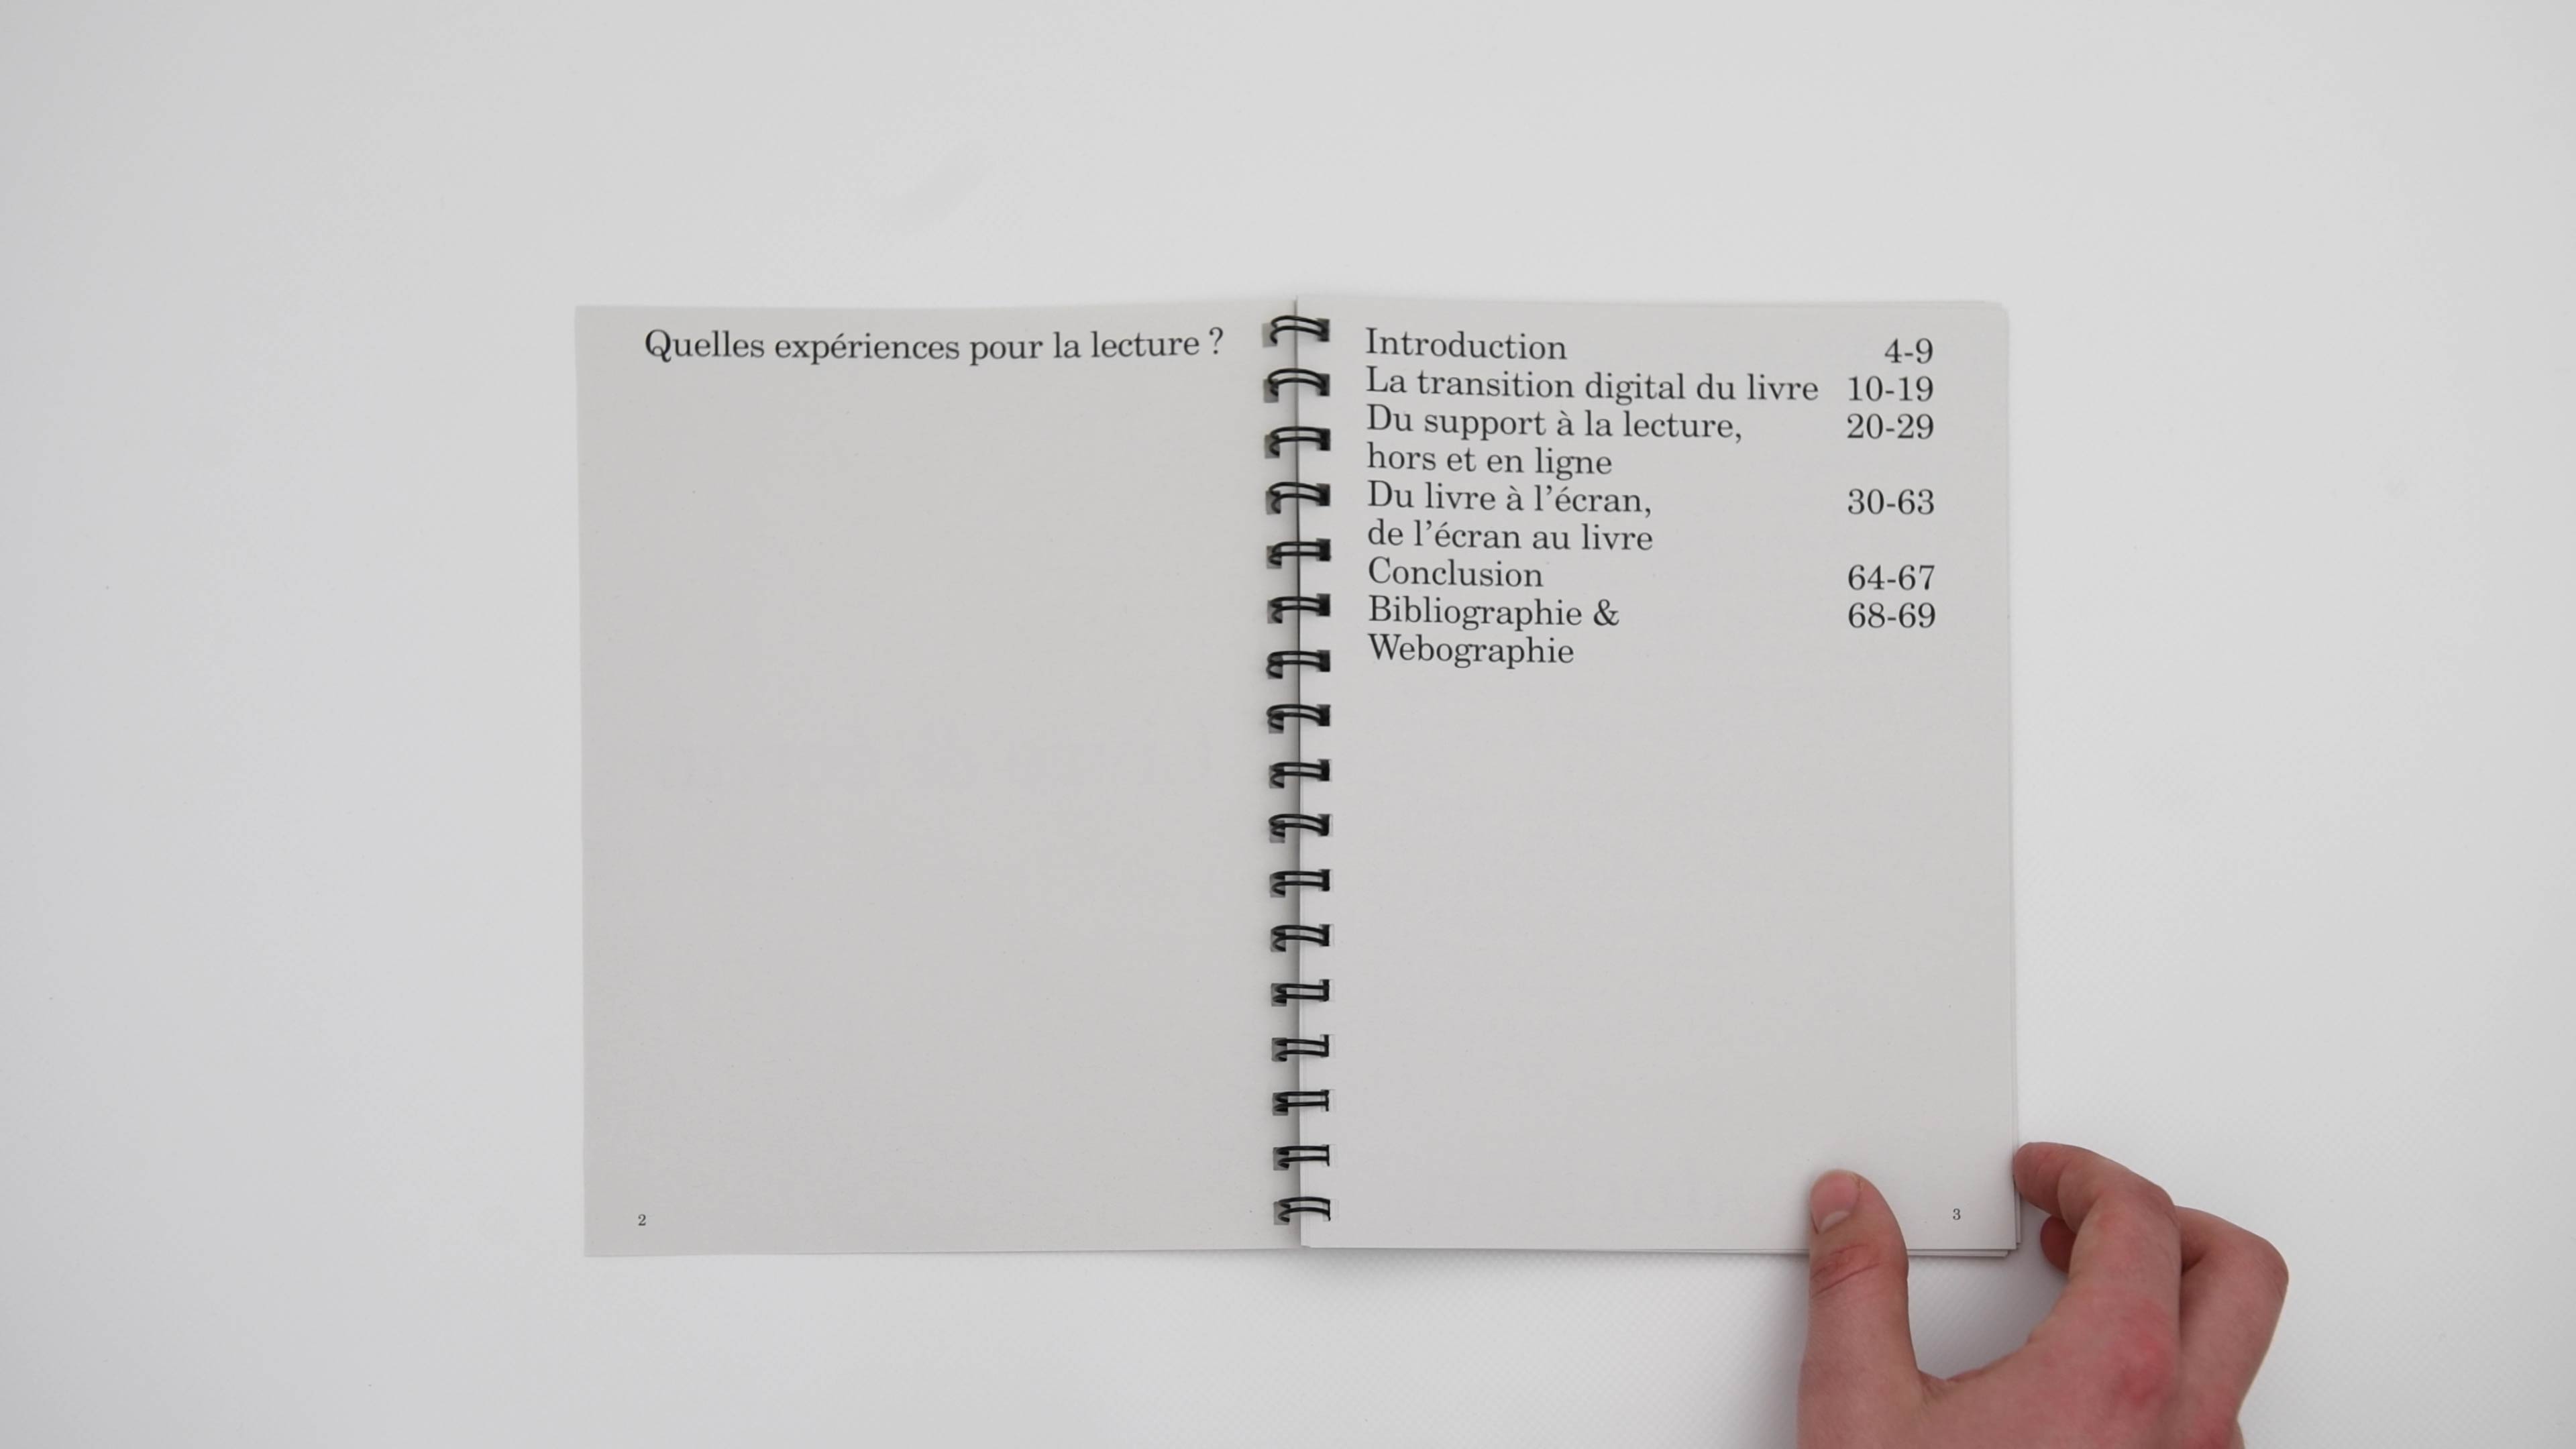 Quelles expériences pour la lecture ?
2
Introduction 4-9
La transition digital du livre 10-19
Du support à la lecture, 20-29
hors et en ligne
Du livre à l'écran, 30-63
de l'écran au livre
Conclusion 64-67
Bibliographie & 68-69
Webographie
3